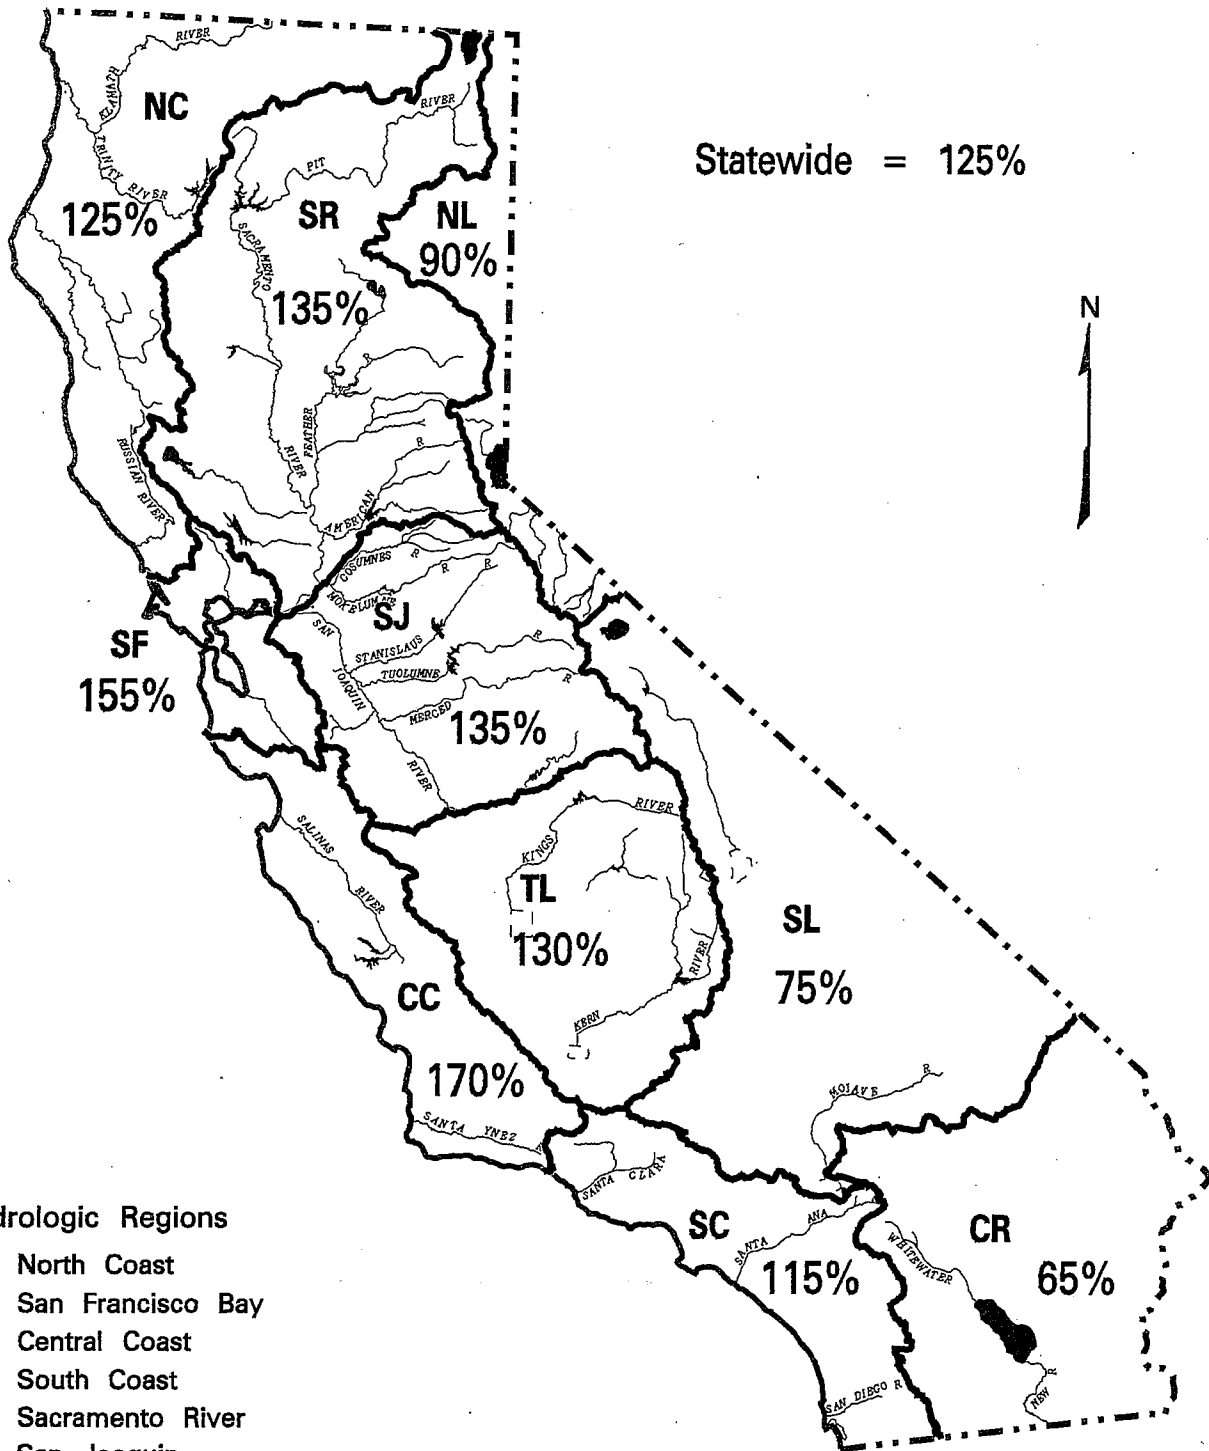 RIVER
KLAMATH
NC
RIVER
TRINITY RIVER
PIT
Statewide = 125%
125%
SR
NL
90%
SACRAMENTO
135%
N
R
FEATHER
RIVER
R
RUSSIAN RIVER
AMERICAN
COSUMNES R
R
R
SAN
SJ
SF
STANISLAUS
R
155%
JOAQUIN
TUOLUMNE
R
MERCED
135%
RIVER
RIVER
SALINAS
KINGS
RIVER
TL
SL
130%
RIVER
75%
CC
KERN
170%
MOJAVE R
SANTA YNEZ
SANTA CLARA
SC
SANTA ANA
CR
WHITEWATER
115%
65%
SAN DIEGO R
NEW R
drologic Regions
North Coast
San Francisco Bay
Central Coast
South Coast
Sacramento River